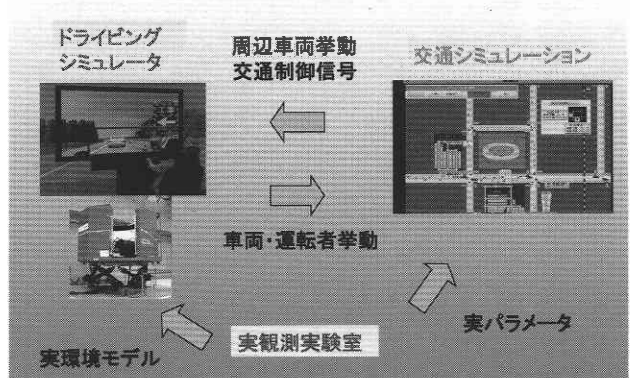 ドライビング
シミュレータ
周辺車両挙動
交通制御信号
交通シミュレーション
車両・運転者挙動
実パラメータ
実観測実験室
実環境モデル